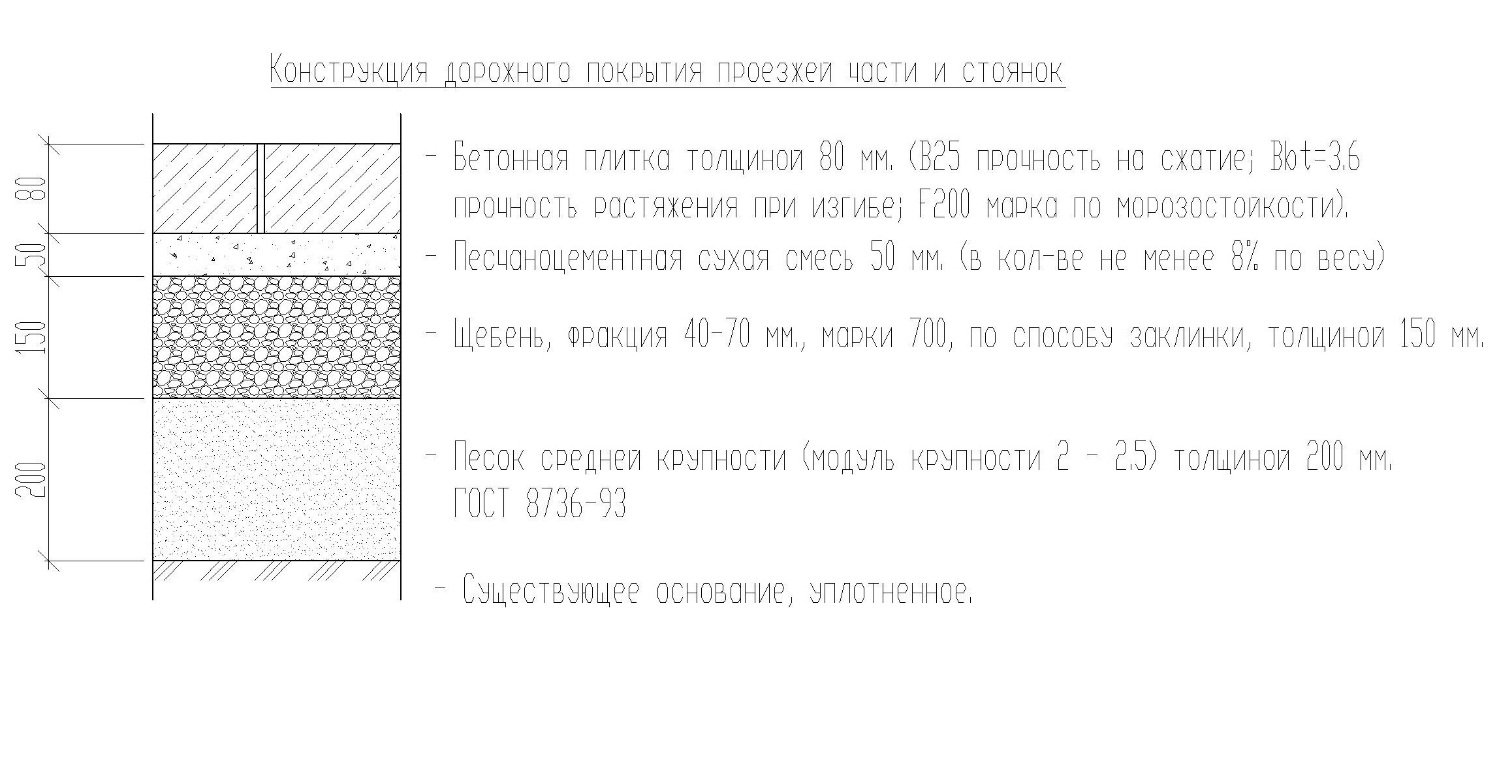 Конструкция дорожного покрытия проезжей части и стоянок
80
- Бетонная плитка толщиной 80 мм. (В25 прочность на сжатие; Вbt=3.6
прочность растяжения при изгибе; F200 марка по морозостойкости).
50
- Песчаноцементная сухая смесь 50 мм. (в кол-ве не менее 8% по весу)
150
- Щебень, фракция 40-70 мм., марки 700, по способу заклинки, толщиной 150 мм.
200
- Песок средней крупности (модуль крупности 2 - 2.5) толщиной 200 мм.
ГОСТ 8736-93
- Существующее основание, уплотненное.